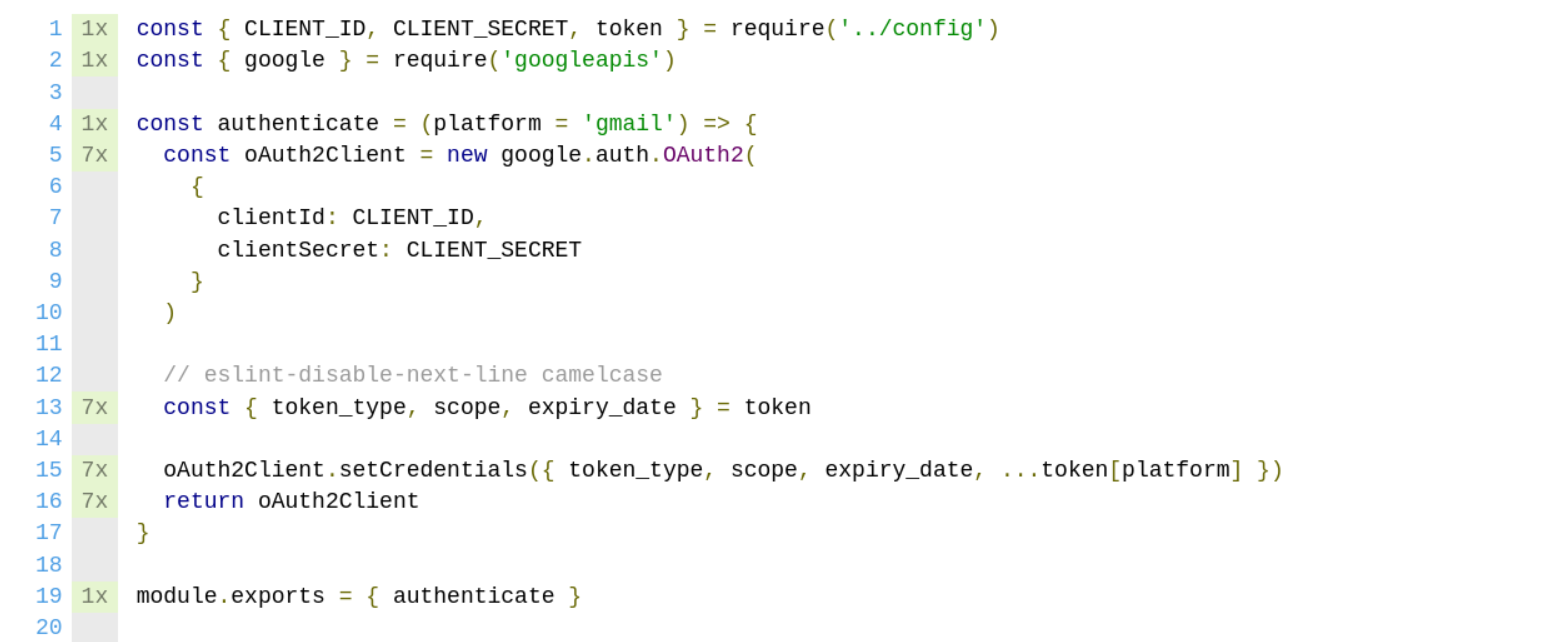 1 1x const { CLIENT_ID, CLIENT_SECRET, token } = require('../config')
2 1x const { google } = require('googleapis')
3
4 1x const authenticate = (platform = 'gmail') => {
5 7x   const oAuth2Client = new google.auth.OAuth2(
6     {
7       clientId: CLIENT_ID,
8       clientSecret: CLIENT_SECRET
9     }
10   )
11
12   // eslint-disable-next-line camelcase
13 7x   const { token_type, scope, expiry_date } = token
14
15 7x   oAuth2Client.setCredentials({ token_type, scope, expiry_date, ...token[platform] })
16 7x   return oAuth2Client
17 }
18
19 1x module.exports = { authenticate }
20